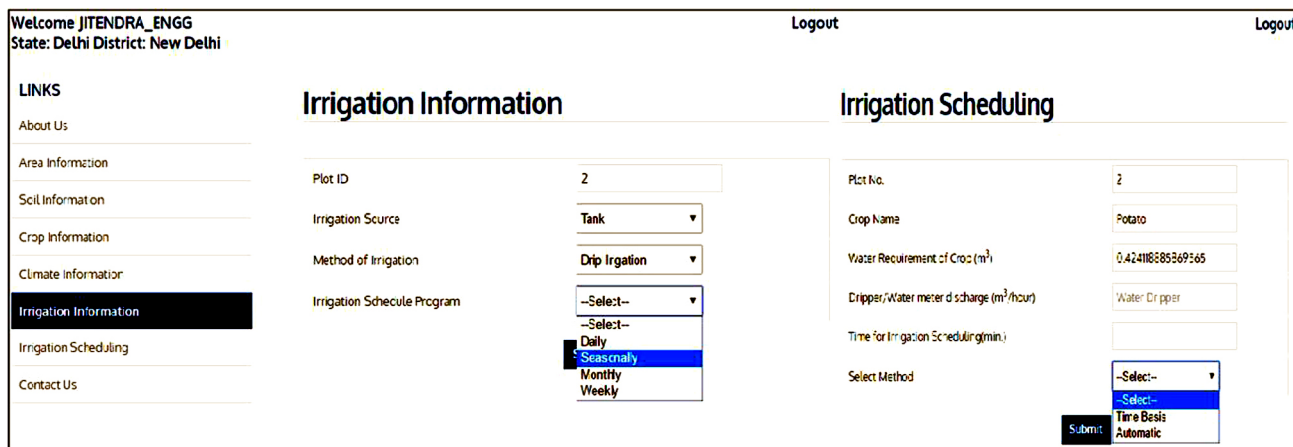 Welcome JITENDRA_ENGG
State: Delhi District: New Delhi
Logout
Logout
LINKS
About Us
Area Information
Soil Information
Crop Information
Climate Information
Irrigation Information
Irrigation Scheduling
Contact Us
Irrigation Information
Plot ID 2
Irrigation Source Tank
Method of Irrigation Drip Irgation
Irrigation Schecule Program --Select--
--Select--
Daily
Seasonally
Monthly
Weekly
Irrigation Scheduling
Plot No. 2
Crop Name Potato
Water Requirement of Crop (m³)
Dripper/Water meter discharge (m³/hour) Water Dripper
Time for Irrigation Scheduling(min.)
Select Method --Select--
--Select--
Time Basis
Automatic
Submit